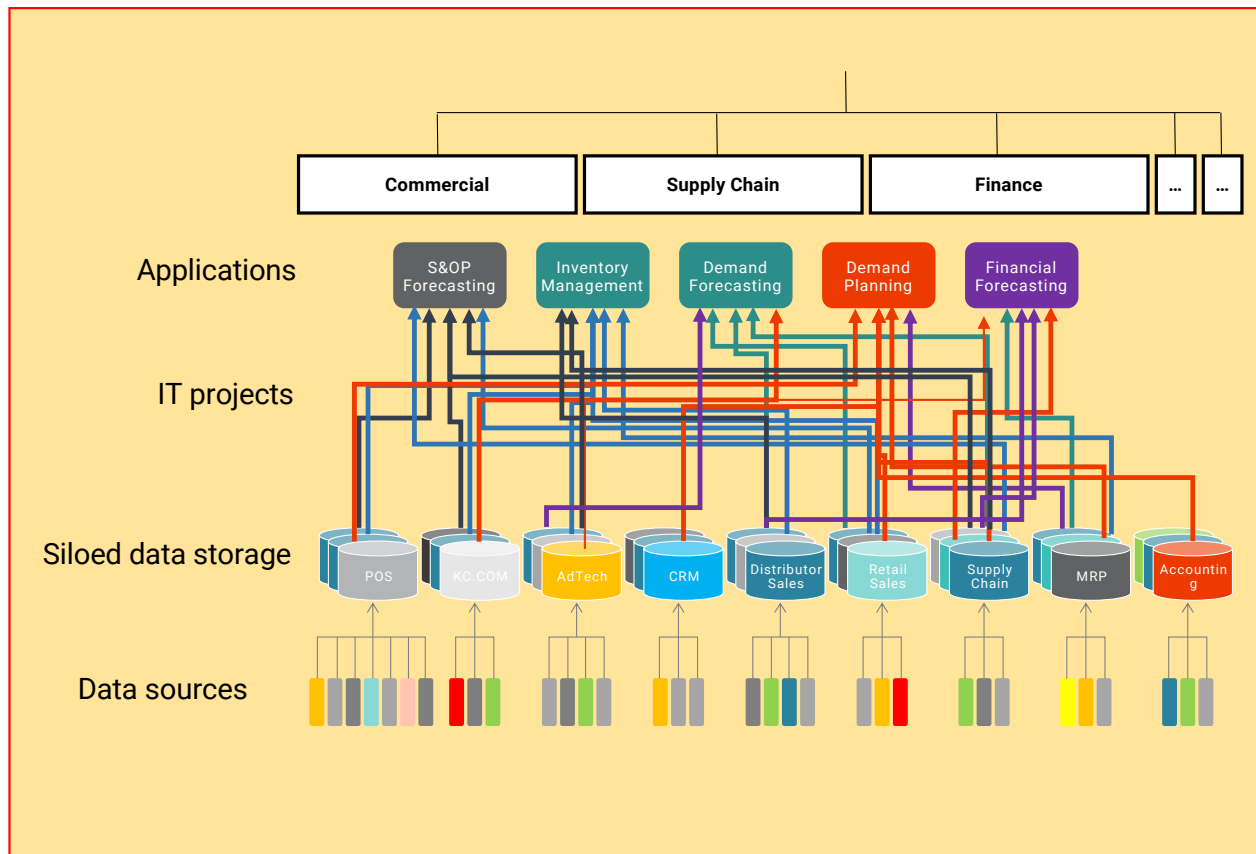 Commercial
Supply Chain
Finance
...
...
Applications
S&OP
Forecasting
Inventory
Management
Demand
Forecasting
Demand
Planning
Financial
Forecasting
IT projects
Siloed data storage
POS
KC.COM
AdTech
CRM
Distributor
Sales
Retail
Sales
Supply
Chain
MRP
Accountin
g
Data sources